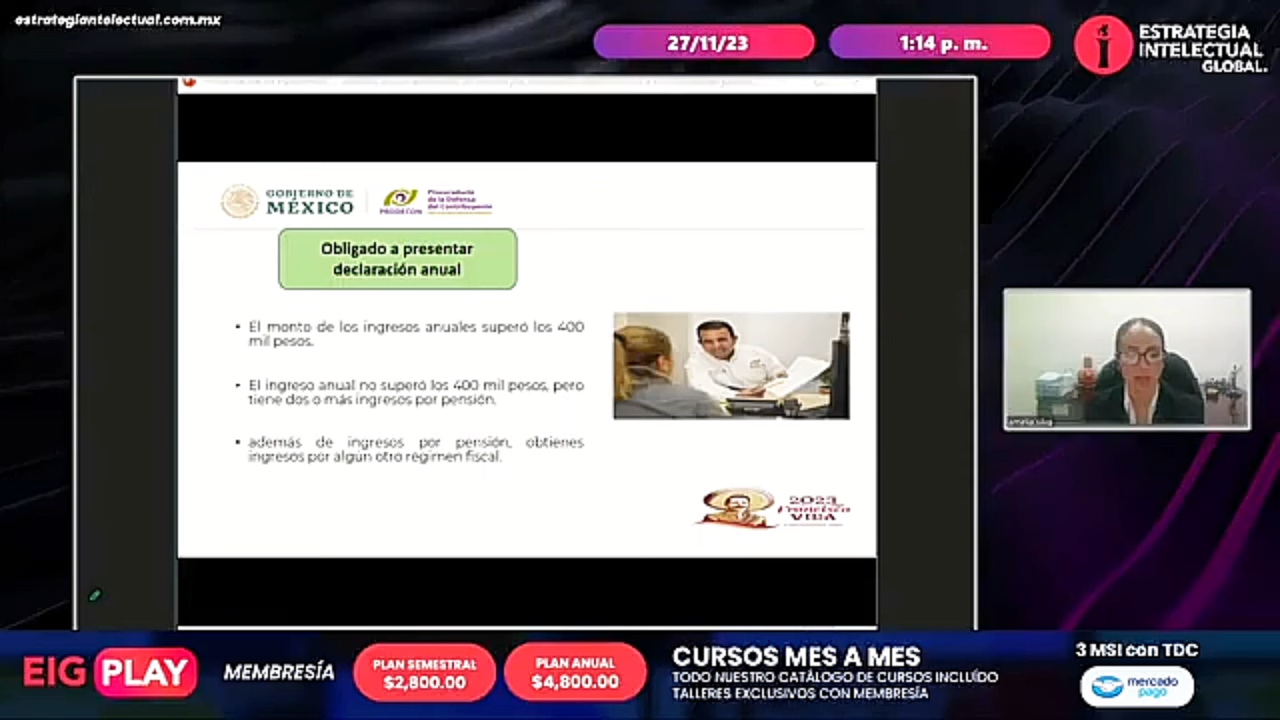 estrategiaintelectual.com.mx
27/11/23
1:14 p. m.
ESTRATEGIA
INTELECTUAL
GLOBAL.
GOBIERNO DE
MÉXICO
PRODECON
Procuraduría
de la Defensa
del Contribuyente
Obligado a presentar
declaración anual
• El monto de los ingresos anuales superó los 400
mil pesos.
• El ingreso anual no superó los 400 mil pesos, pero
tiene dos o más ingresos por pensión.
• además de ingresos por pensión, obtienes
ingresos por algún otro régimen fiscal.
2023
Francisco
VILLA
EIG PLAY
MEMBRESÍA
PLAN SEMESTRAL
$2,800.00
PLAN ANUAL
$4,800.00
CURSOS MES A MES
TODO NUESTRO CATÁLOGO DE CURSOS INCLUÍDO
TALLERES EXCLUSIVOS CON MEMBRESÍA
3 MSI con TDC
mercado
pago